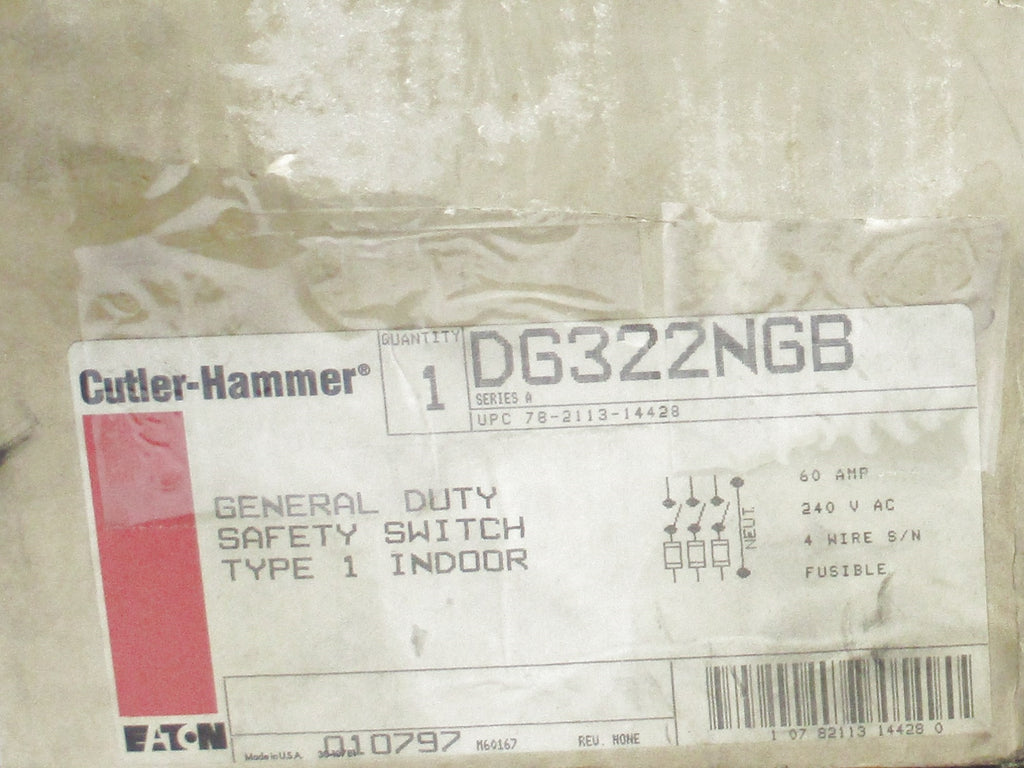 Cutler-Hammer®
QUANTITY
1
DG322NGB
SERIES A
UPC 78-2113-14428
GENERAL DUTY
SAFETY SWITCH
TYPE 1 INDOOR
NEUT.
60 AMP
240 V AC
4 WIRE S/N
FUSIBLE
EATON
Made in U.S.A.
010797
M60167
REV. NONE
1 07 82113 14428 0